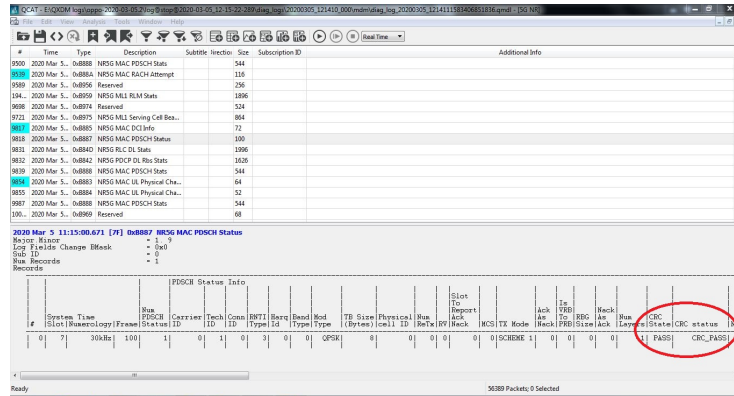 QCAT - E:\QXDM logs\oppo-2020-03-05.2\log@stop@2020-03-05_12-15-22-289\diag_logs\20200305_121410_000\mdm\diag_log_20200305_1214111583406851836.qmdl - [5G NR]
File Edit View Analysis Tools Window Help
Real Time
# Time Type Description Subtitle Direction Size Subscription ID Additional Info
9500 2020 Mar 5... 0xB888 NR5G MAC PDSCH Stats 544
9539 2020 Mar 5... 0xB88A NR5G MAC RACH Attempt 116
9589 2020 Mar 5... 0xB956 Reserved 256
194... 2020 Mar 5... 0xB959 NR5G ML1 RLM Stats 1896
9698 2020 Mar 5... 0xB974 Reserved 524
9721 2020 Mar 5... 0xB975 NR5G ML1 Serving Cell Bea... 864
9817 2020 Mar 5... 0xB885 NR5G MAC DCI Info 72
9818 2020 Mar 5... 0xB887 NR5G MAC PDSCH Status 100
9831 2020 Mar 5... 0xB84D NR5G RLC DL Stats 1996
9832 2020 Mar 5... 0xB842 NR5G PDCP DL Rbs Stats 1626
9839 2020 Mar 5... 0xB888 NR5G MAC PDSCH Stats 544
9854 2020 Mar 5... 0xB883 NR5G MAC UL Physical Cha... 64
9855 2020 Mar 5... 0xB884 NR5G MAC UL Physical Cha... 52
9987 2020 Mar 5... 0xB888 NR5G MAC PDSCH Stats 544
100... 2020 Mar 5... 0xB969 Reserved 68
2020 Mar 5 11:15:00.671 [7F] 0xB887 NR5G MAC PDSCH Status
Major.Minor = 1. 9
Log Fields Change BMask = 0x0
Sub ID = 0
Num Records = 1
Records
|PDSCH Status Info
Slot
To Is
Num Report Ack VRB Nack
System Time PDSCH Carrier Tech Conn RNTI Harq Band Mod TB Size Physical Num Ack As To RBG As Num CRC
# |Slot|Numerology|Frame|Status|ID |ID |ID |Type|Id |Type|Type |(Bytes)|cell ID |ReTx|RV|Nack |MCS|TX Mode |Nack|PRB|Size|Ack |Layers|State|CRC status
| 0| 7| 30kHz| 100| 1| 0| 1| 0| 3| 0| 0| QPSK| 8| 0| 0| 0| 0| 0|SCHEME 1| 0| 0| 0| 0| 1| PASS| CRC_PASS|
Ready 56389 Packets; 0 Selected